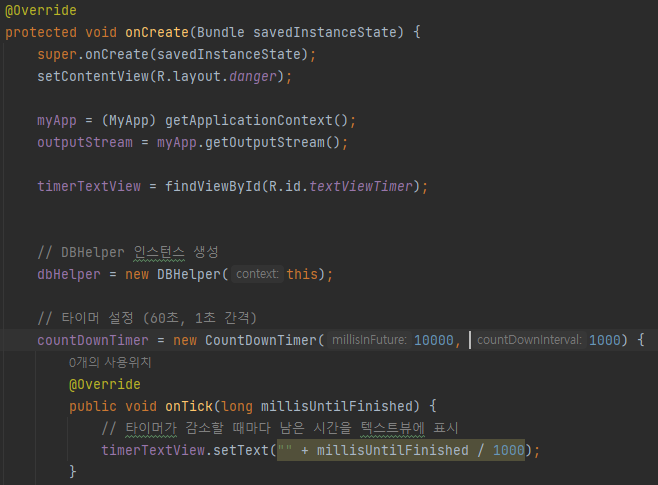 @Override
protected void onCreate(Bundle savedInstanceState) {
super.onCreate(savedInstanceState);
setContentView(R.layout.danger);
myApp = (MyApp) getApplicationContext();
outputStream = myApp.getOutputStream();
timerTextView = findViewById(R.id.textViewTimer);
// DBHelper 인스턴스 생성
dbHelper = new DBHelper( context: this);
// 타이머 설정 (60초, 1초 간격)
countDownTimer = new CountDownTimer( millisInFuture: 10000, countDownInterval: 1000) {
0개의 사용위치
@Override
public void onTick(long millisUntilFinished) {
// 타이머가 감소할 때마다 남은 시간을 텍스트뷰에 표시
timerTextView.setText("" + millisUntilFinished / 1000);
}